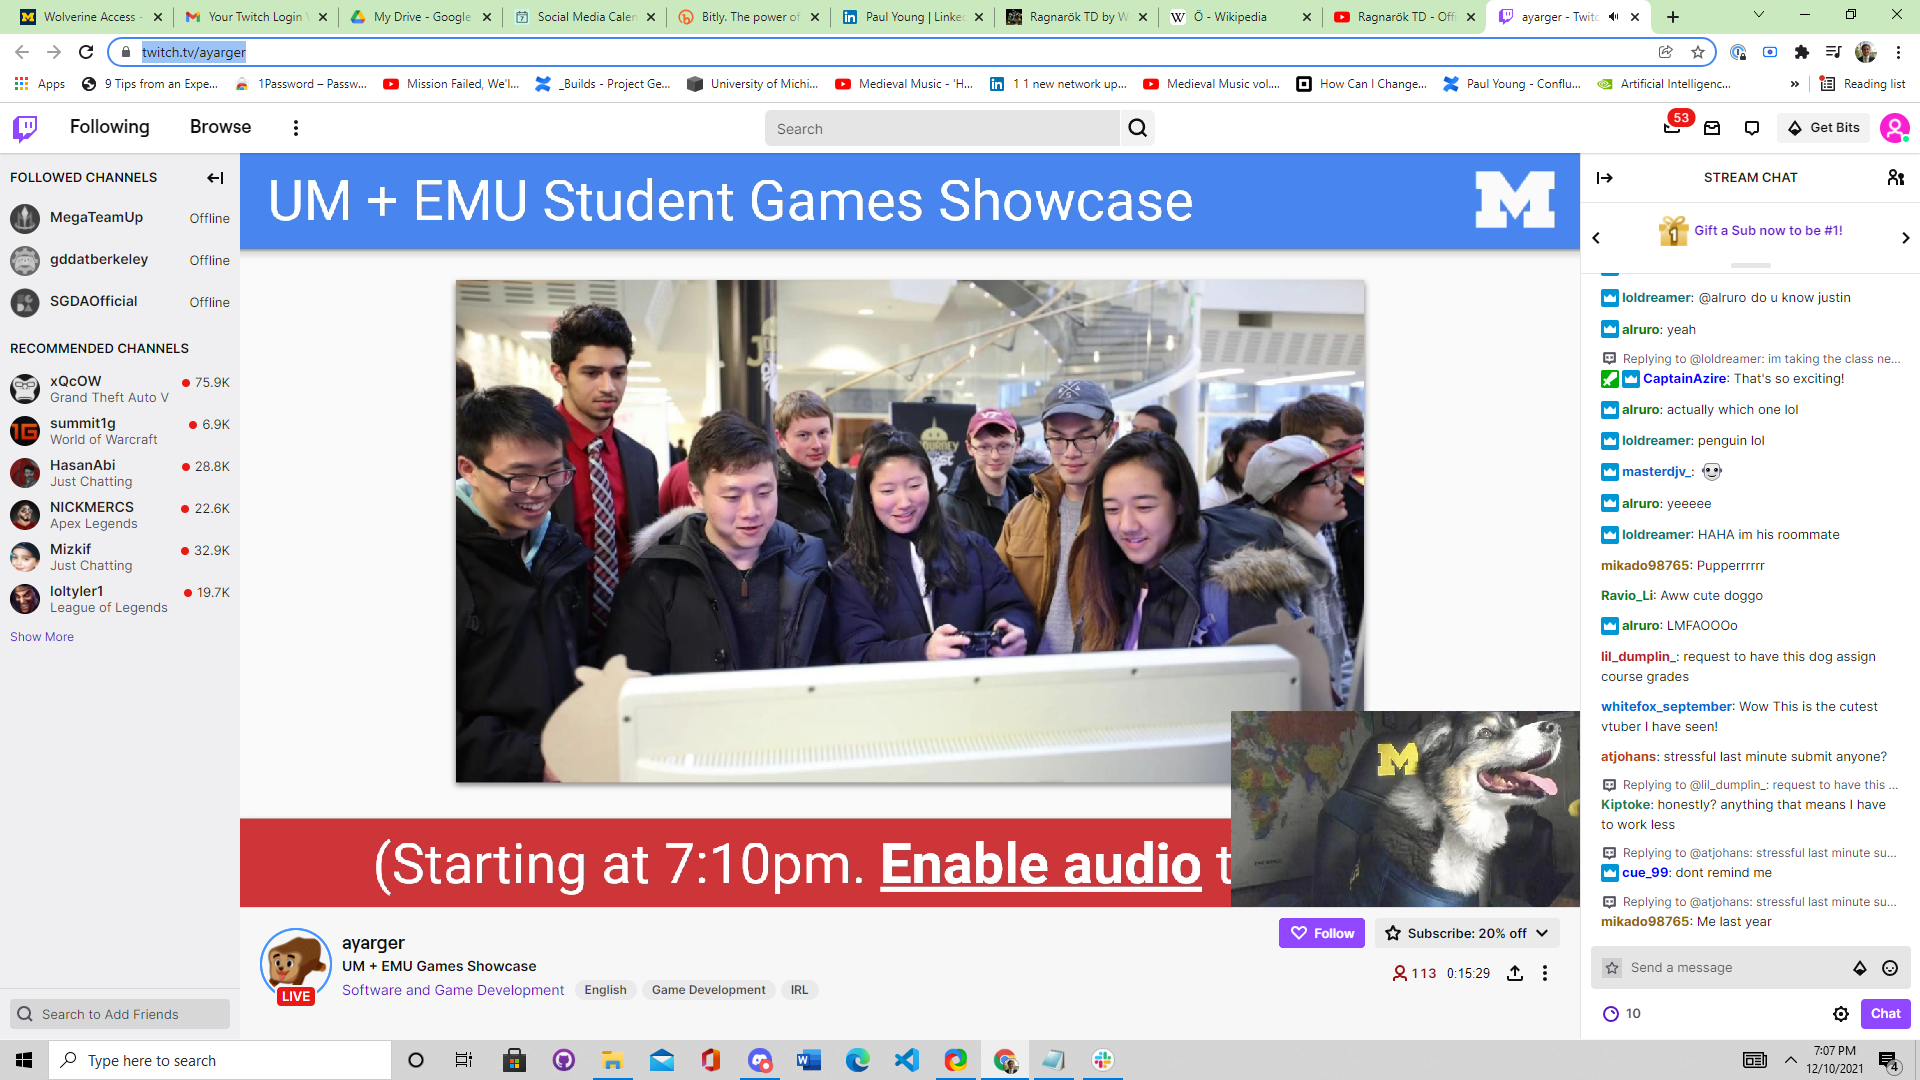 Wolverine Access -
Your Twitch Login
My Drive - Google
Social Media Calen
Bitly. The power of
Paul Young | Linke
Ragnarök TD by W
Ö - Wikipedia
Ragnarök TD - Offi
ayarger - Twitc
twitch.tv/ayarger
Apps
9 Tips from an Expe...
1Password – Passw...
Mission Failed, We'l...
_Builds - Project Ge...
University of Michi...
Medieval Music - 'H...
1 1 new network up...
Medieval Music vol....
How Can I Change...
Paul Young - Conflu...
Artificial Intelligenc...
»
Reading list
Following
Browse
Search
53
Get Bits
FOLLOWED CHANNELS
MegaTeamUp
Offline
gddatberkeley
Offline
SGDAOfficial
Offline
RECOMMENDED CHANNELS
xQcOW
75.9K
Grand Theft Auto V
summit1g
6.9K
World of Warcraft
HasanAbi
28.8K
Just Chatting
NICKMERCS
22.6K
Apex Legends
Mizkif
32.9K
Just Chatting
loltyler1
19.7K
League of Legends
Show More
Search to Add Friends
UM + EMU Student Games Showcase
M
M
(Starting at 7:10pm. Enable audio t
ayarger
UM + EMU Games Showcase
LIVE
Software and Game Development
English
Game Development
IRL
Follow
Subscribe: 20% off
113
0:15:29
STREAM CHAT
1
Gift a Sub now to be #1!
loldreamer: @alruro do u know justin
alruro: yeah
Replying to @loldreamer: im taking the class ne...
CaptainAzire: That's so exciting!
alruro: actually which one lol
loldreamer: penguin lol
masterdjv_:
alruro: yeeeee
loldreamer: HAHA im his roommate
mikado98765: Pupperrrrrr
Ravio_Li: Aww cute doggo
alruro: LMFAOOOo
lil_dumplin_: request to have this dog assign
course grades
whitefox_september: Wow This is the cutest
vtuber I have seen!
atjohans: stressful last minute submit anyone?
Replying to @lil_dumplin_: request to have this ...
Kiptoke: honestly? anything that means I have
to work less
Replying to @atjohans: stressful last minute su...
cue_99: dont remind me
Replying to @atjohans: stressful last minute su...
mikado98765: Me last year
Send a message
10
Chat
Type here to search
7:07 PM
12/10/2021
4